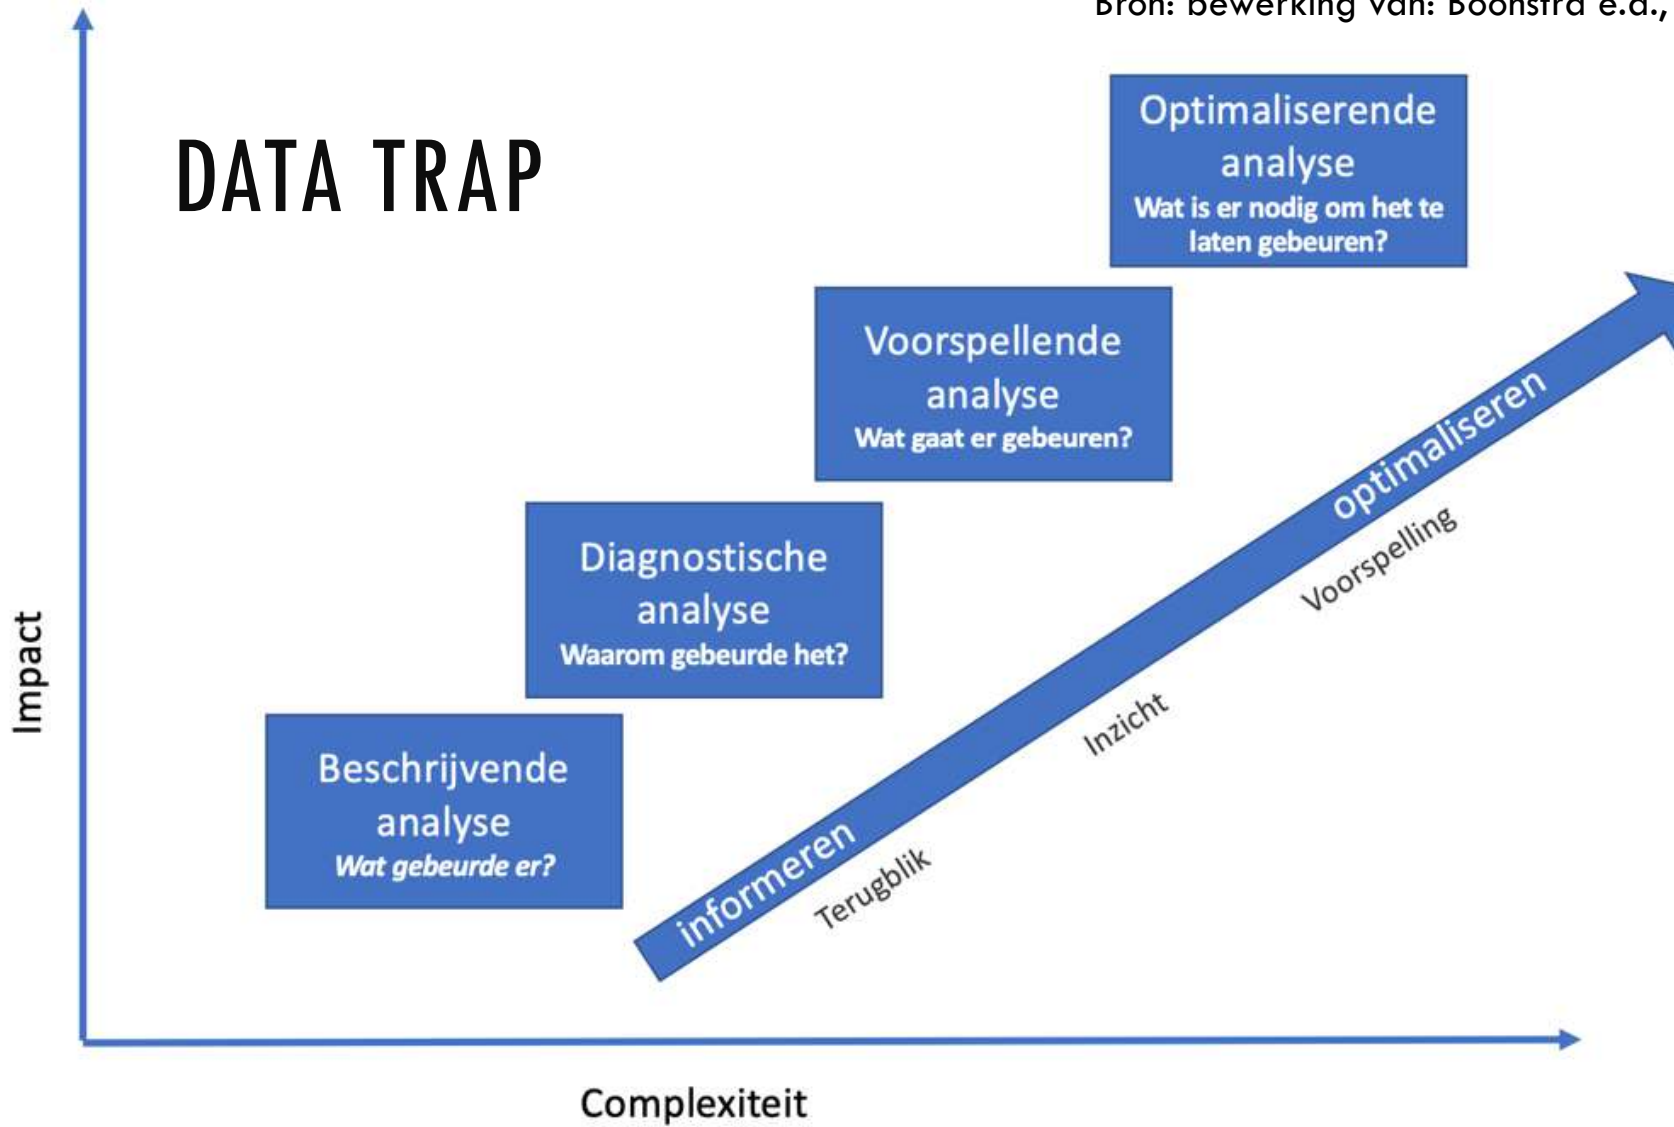 Bron: bewerking van: Boonstra e.a.,
DATA TRAP
Optimaliserende
analyse
Wat is er nodig om het te
laten gebeuren?
Voorspellende
analyse
Wat gaat er gebeuren?
Diagnostische
analyse
Waarom gebeurde het?
Beschrijvende
analyse
Wat gebeurde er?
informeren
optimaliseren
Terugblik
Inzicht
Voorspelling
Impact
Complexiteit